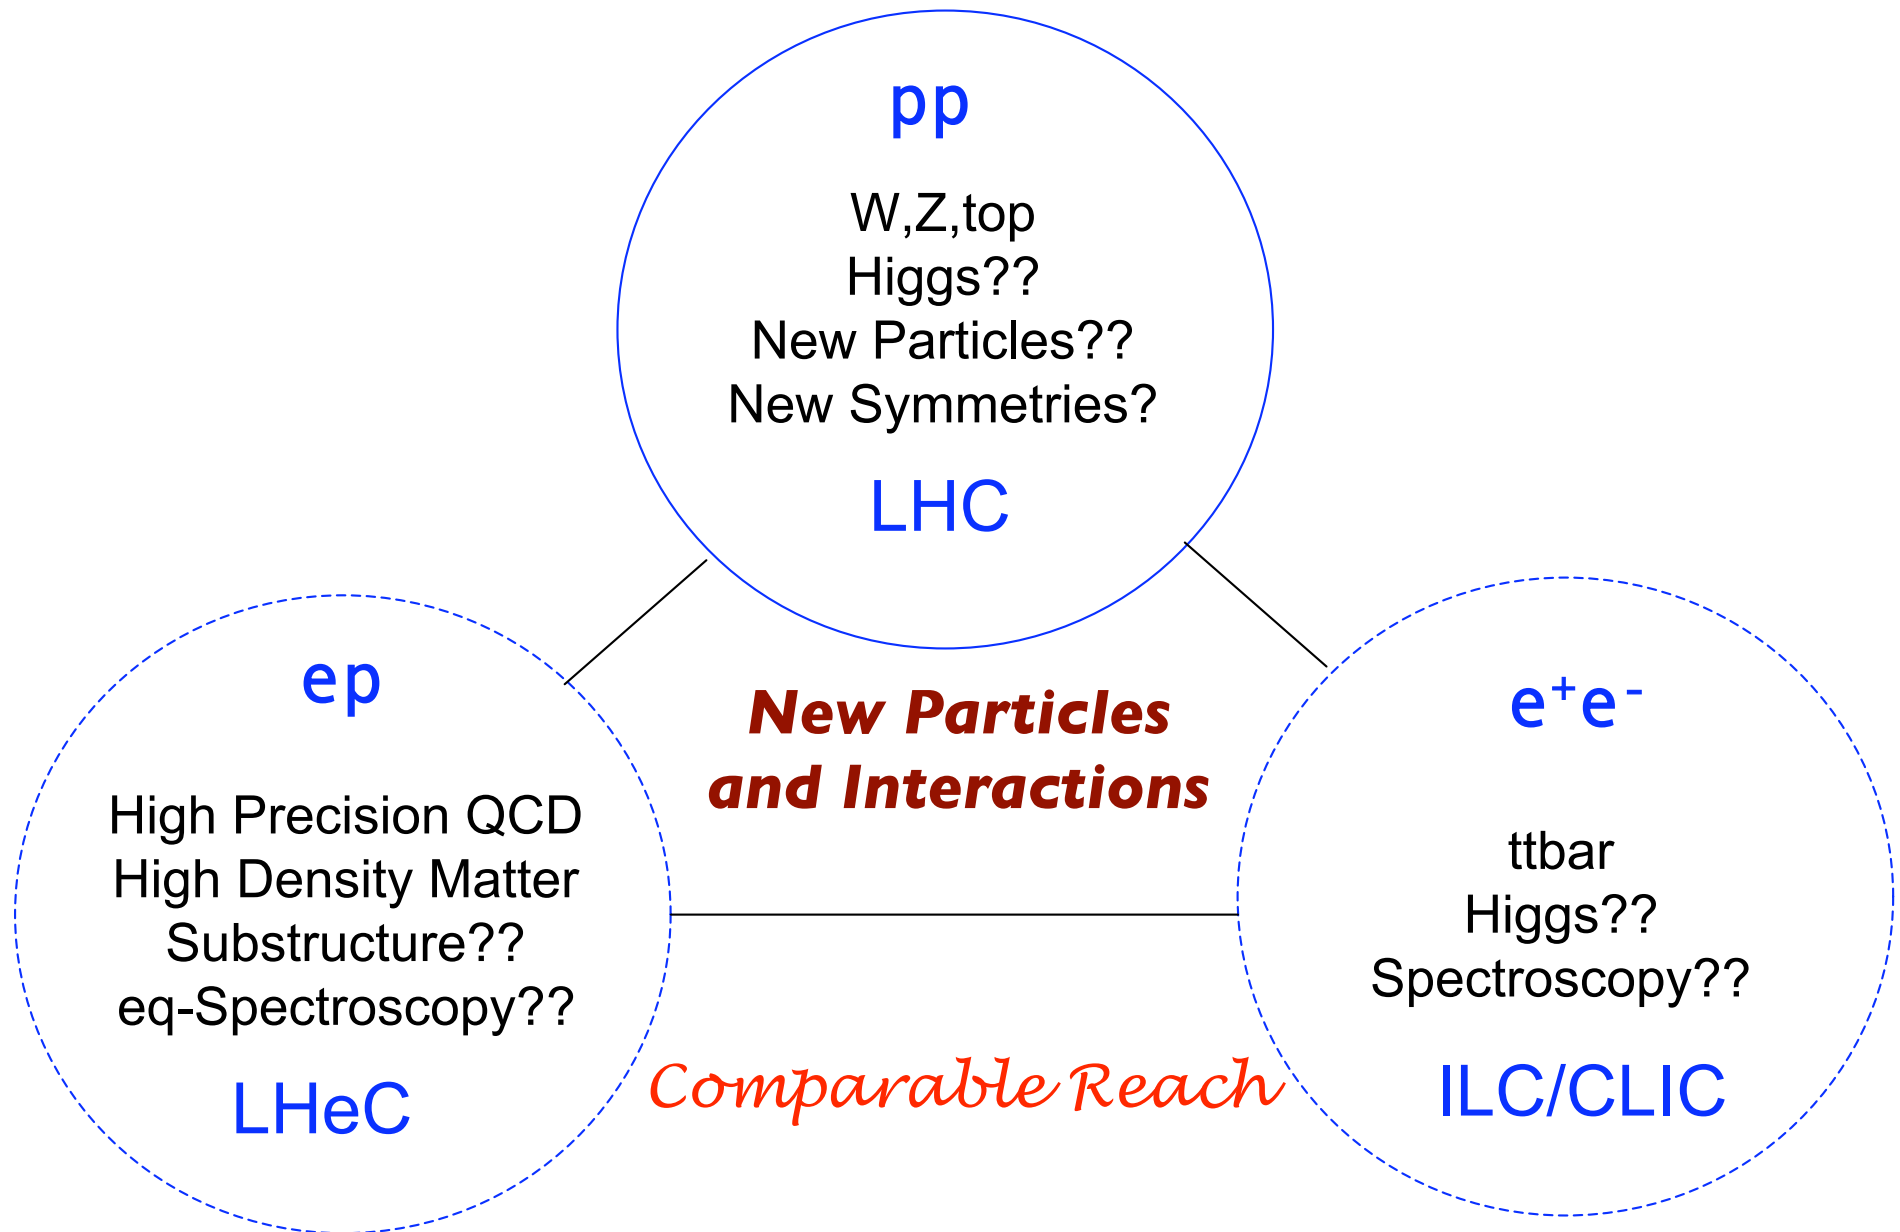 pp
W,Z,top
Higgs??
New Particles??
New Symmetries?
LHC
ep
High Precision QCD
High Density Matter
Substructure??
eq-Spectroscopy??
LHeC
New Particles
and Interactions
Comparable Reach
e⁺e⁻
ttbar
Higgs??
Spectroscopy??
ILC/CLIC